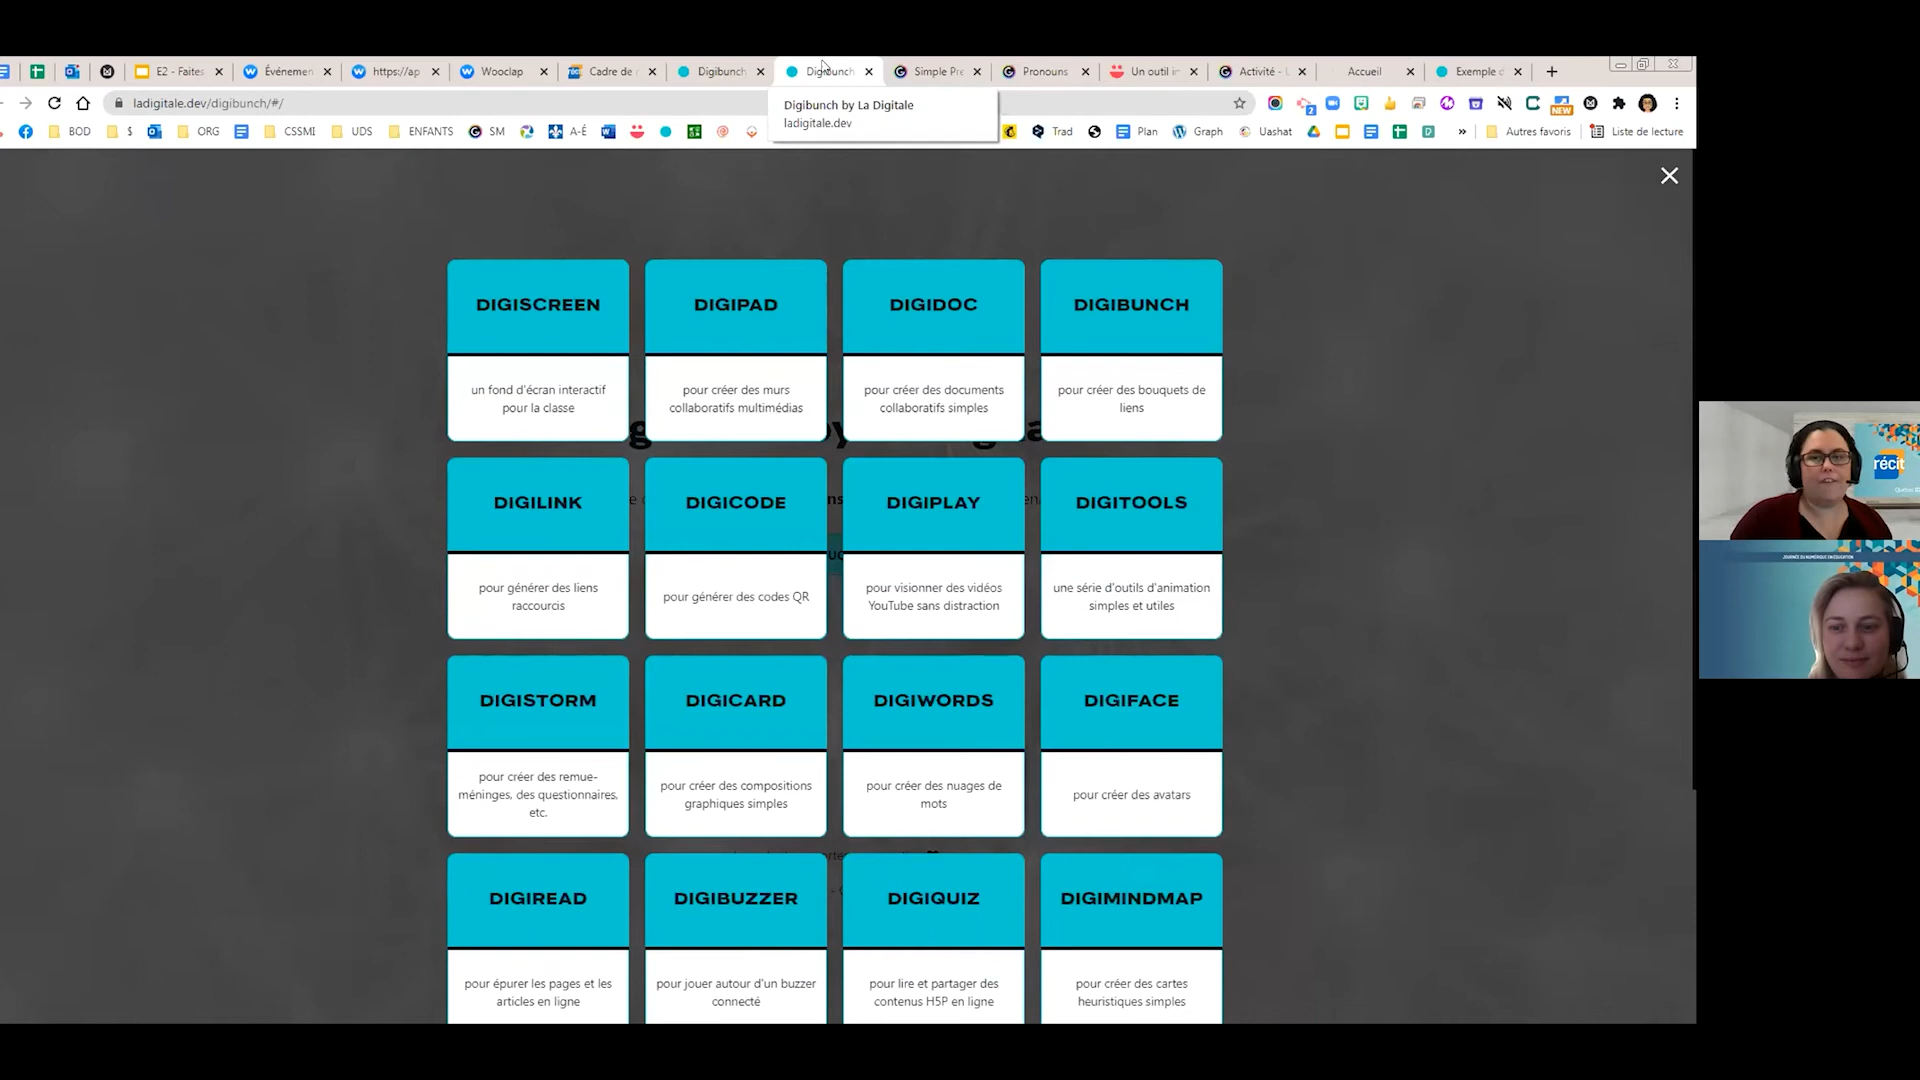 E2 - Faites
Événemen
https://ap
Wooclap
Cadre de
Digibunch
Digibunch
Simple Pre
Pronouns
Un outil in
Activité - L
Accueil
Exemple d
ladigitale.dev/digibunch/#/
Digibunch by La Digitale
ladigitale.dev
2
NEW
BOD
$
ORG
CSSMI
UDS
ENFANTS
SM
A-É
Trad
Plan
Graph
Uashat
»
Autres favoris
Liste de lecture
DIGISCREEN
un fond d'écran interactif
pour la classe
DIGIPAD
pour créer des murs
collaboratifs multimédias
DIGIDOC
pour créer des documents
collaboratifs simples
DIGIBUNCH
pour créer des bouquets de
liens
DIGILINK
pour générer des liens
raccourcis
DIGICODE
pour générer des codes QR
DIGIPLAY
pour visionner des vidéos
YouTube sans distraction
DIGITOOLS
une série d'outils d'animation
simples et utiles
DIGISTORM
pour créer des remue-
méninges, des questionnaires,
etc.
DIGICARD
pour créer des compositions
graphiques simples
DIGIWORDS
pour créer des nuages de
mots
DIGIFACE
pour créer des avatars
DIGIREAD
pour épurer les pages et les
articles en ligne
DIGIBUZZER
pour jouer autour d'un buzzer
connecté
DIGIQUIZ
pour lire et partager des
contenus H5P en ligne
DIGIMINDMAP
pour créer des cartes
heuristiques simples
récit
JOURNÉE DU NUMÉRIQUE EN ÉDUCATION